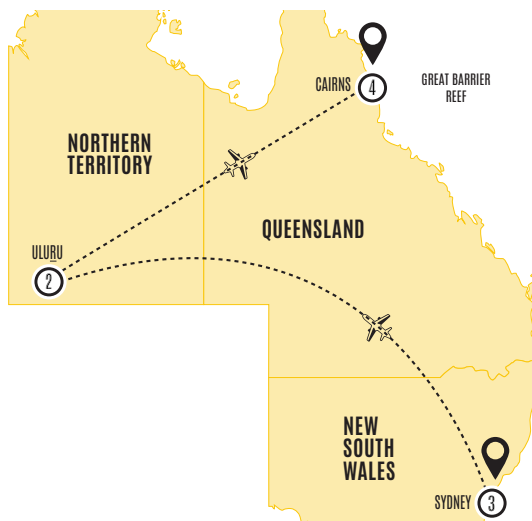 CAIRNS
4
GREAT BARRIER
REEF
NORTHERN
TERRITORY
QUEENSLAND
ULURU
2
NEW
SOUTH
WALES
SYDNEY
3